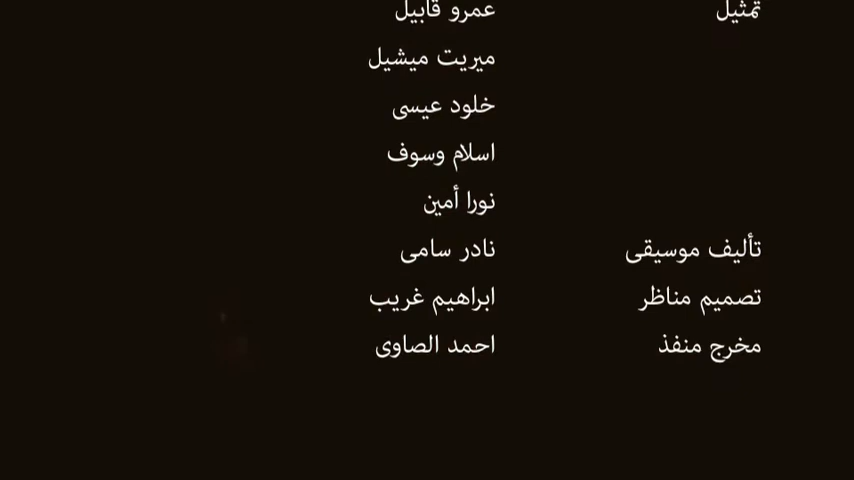 تمثيل عمرو قابيل
ميريت ميشيل
خلود عيسى
اسلام وسوف
نورا أمين
تأليف موسيقى نادر سامى
تصميم مناظر ابراهيم غريب
مخرج منفذ احمد الصاوى